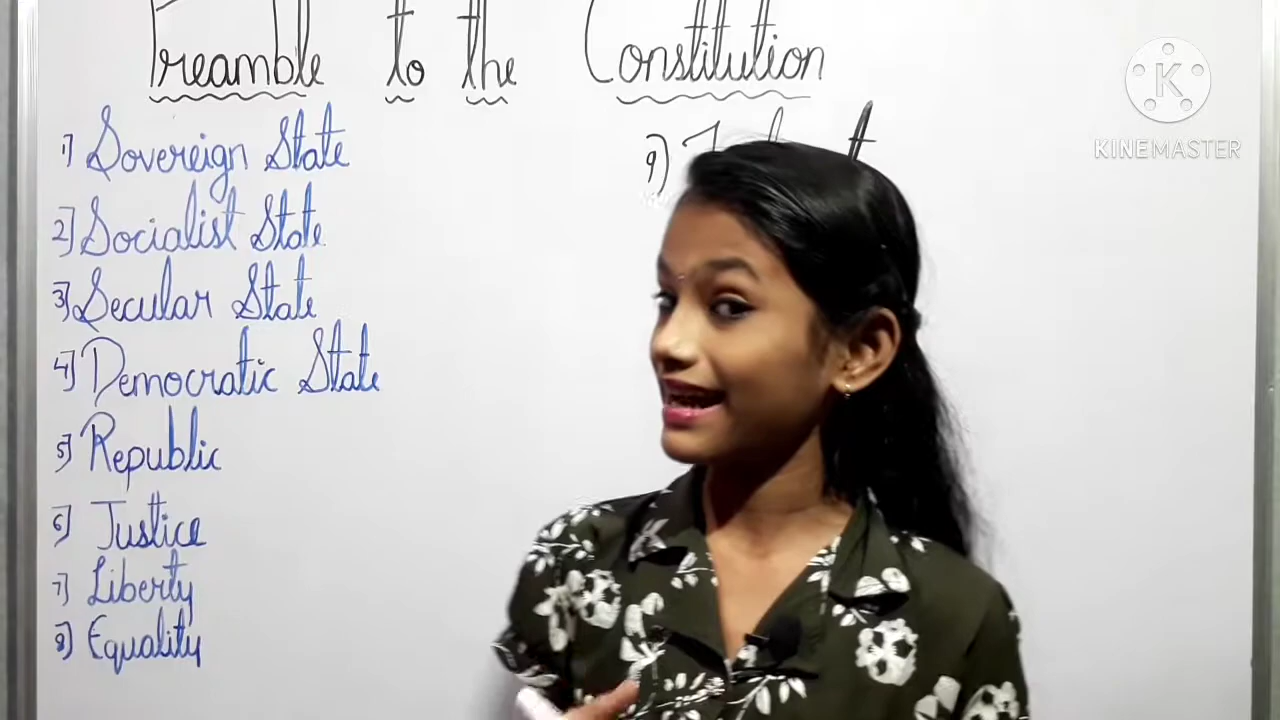 Preamble to the Constitution
1) Sovereign State
2] Socialist State
3] Secular State
4] Democratic State
5] Republic
6] Justice
7] Liberty
8] Equality
9)
K
KINEMASTER